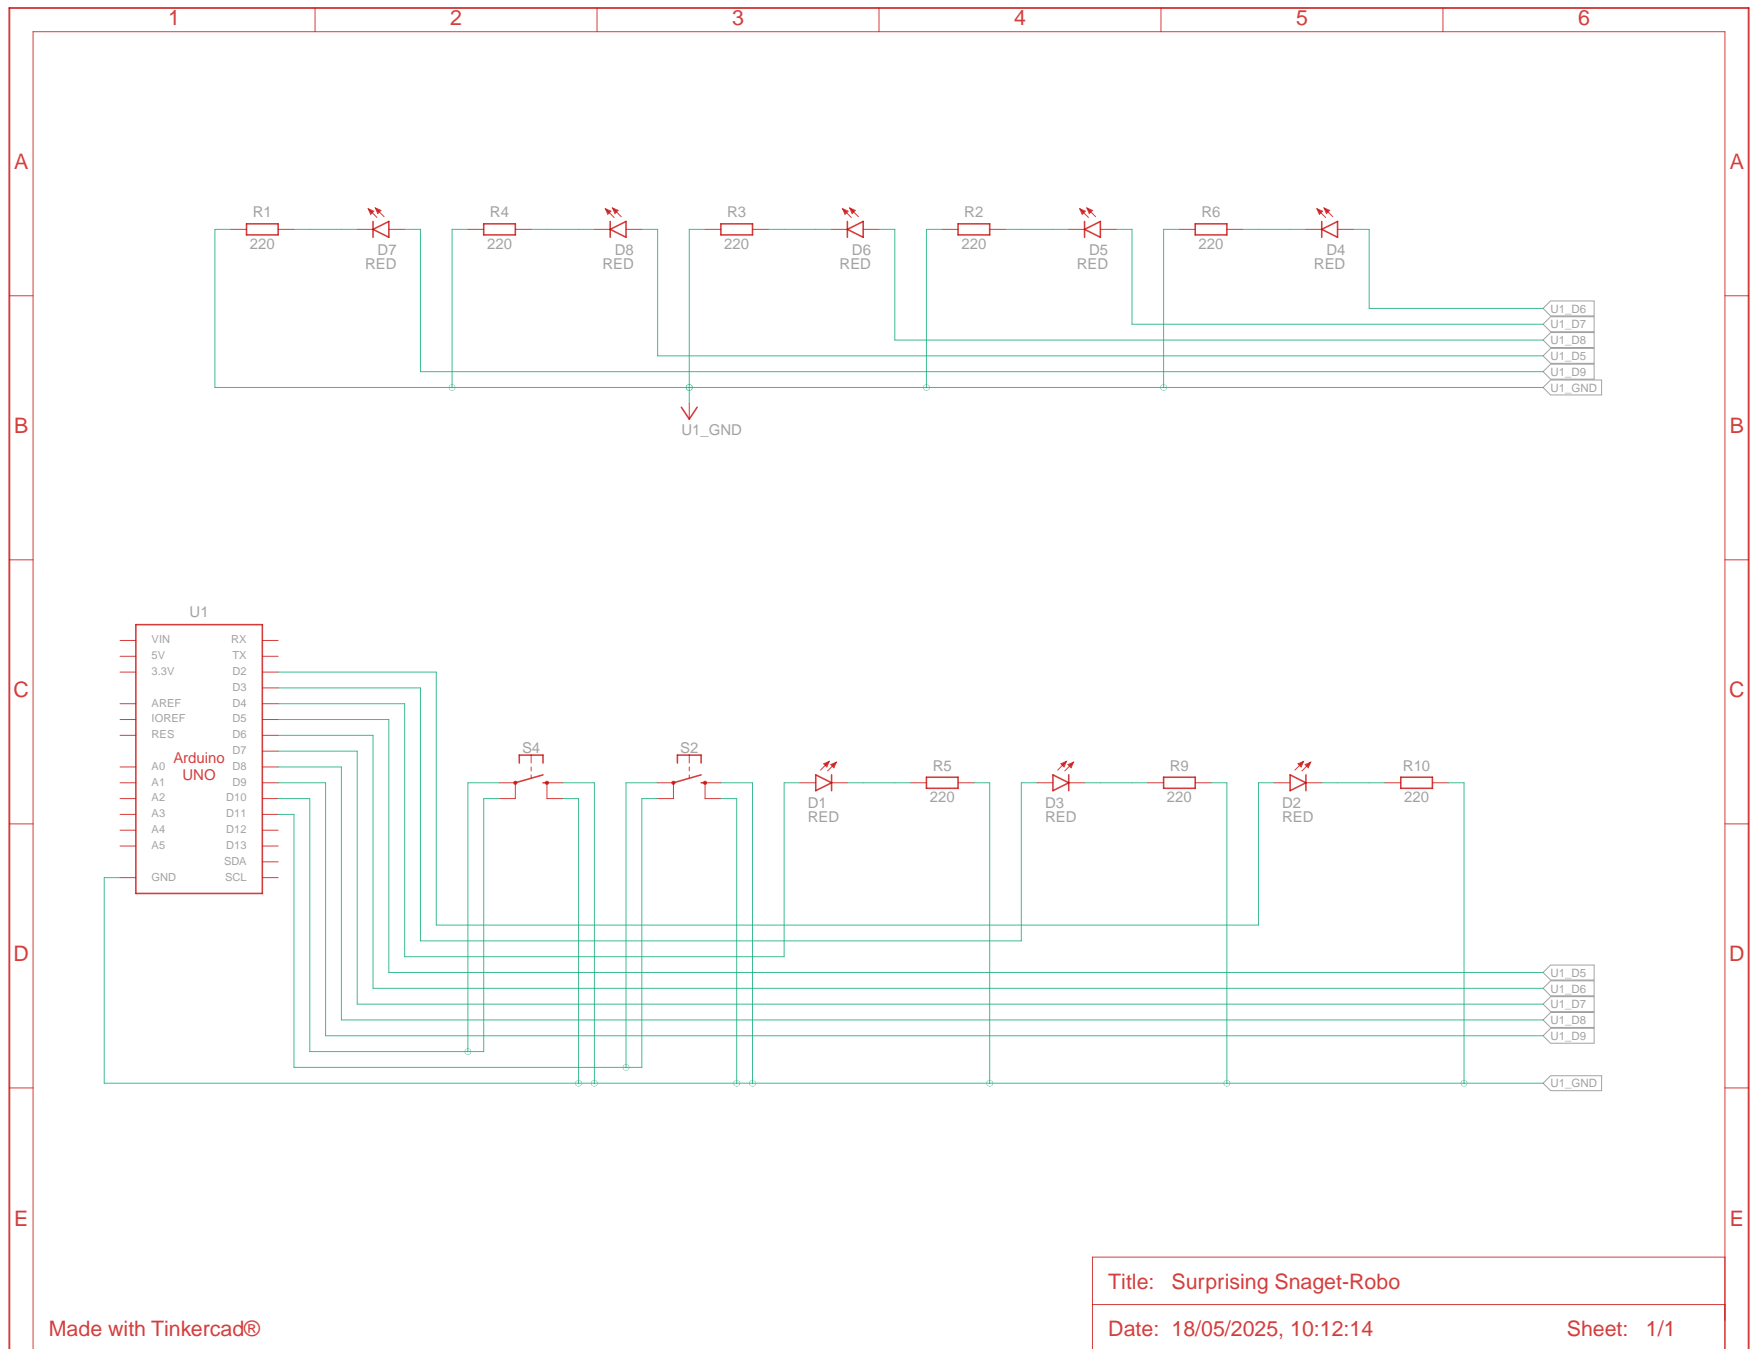 1 2 3 4 5 6
A A
R1 R4 R3 R2 R6
220 220 220 220 220
D7 D8 D6 D5 D4
RED RED RED RED RED
U1_D6
U1_D7
U1_D8
U1_D5
U1_D9
U1_GND
B B
U1_GND
U1
VIN RX
5V TX
3.3V D2
D3
C C
AREF D4
IOREF D5
RES D6
D7
Arduino
UNO
A0 D8
A1 D9
A2 D10
A3 D11
A4 D12
A5 D13
SDA
GND SCL
S4 S2
R5 R9 R10
220 220 220
D1 D3 D2
RED RED RED
D D
U1_D5
U1_D6
U1_D7
U1_D8
U1_D9
U1_GND
E E
Title: Surprising Snaget-Robo
Made with Tinkercad®
Date: 18/05/2025, 10:12:14 Sheet: 1/1